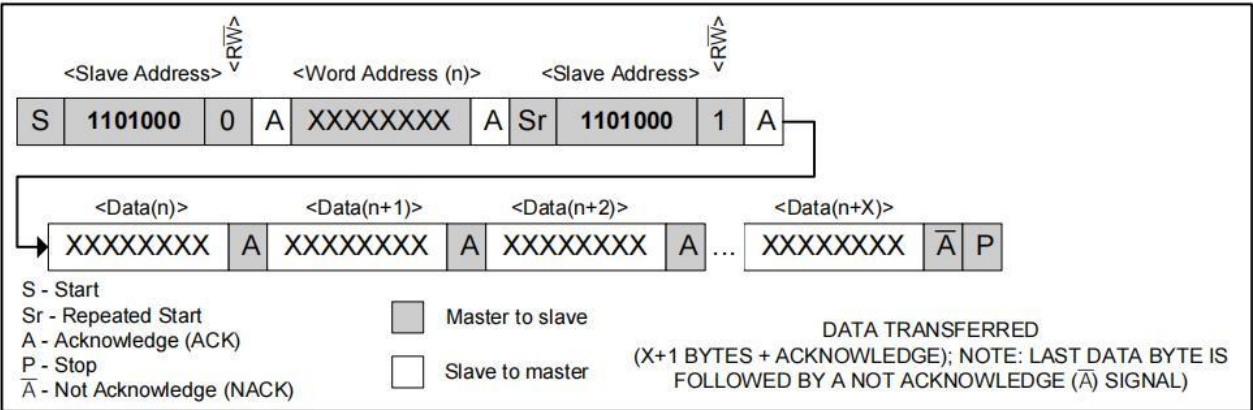 <RW̅> <RW̅>
<Slave Address> <Word Address (n)> <Slave Address>
S 1101000 0 A XXXXXXXX A Sr 1101000 1 A
<Data(n)> <Data(n+1)> <Data(n+2)> <Data(n+X)>
XXXXXXXX A XXXXXXXX A XXXXXXXX A ... XXXXXXXX A̅ P
S - Start
Sr - Repeated Start
A - Acknowledge (ACK)
P - Stop
A̅ - Not Acknowledge (NACK)
Master to slave
Slave to master
DATA TRANSFERRED
(X+1 BYTES + ACKNOWLEDGE); NOTE: LAST DATA BYTE IS
FOLLOWED BY A NOT ACKNOWLEDGE (A̅) SIGNAL)